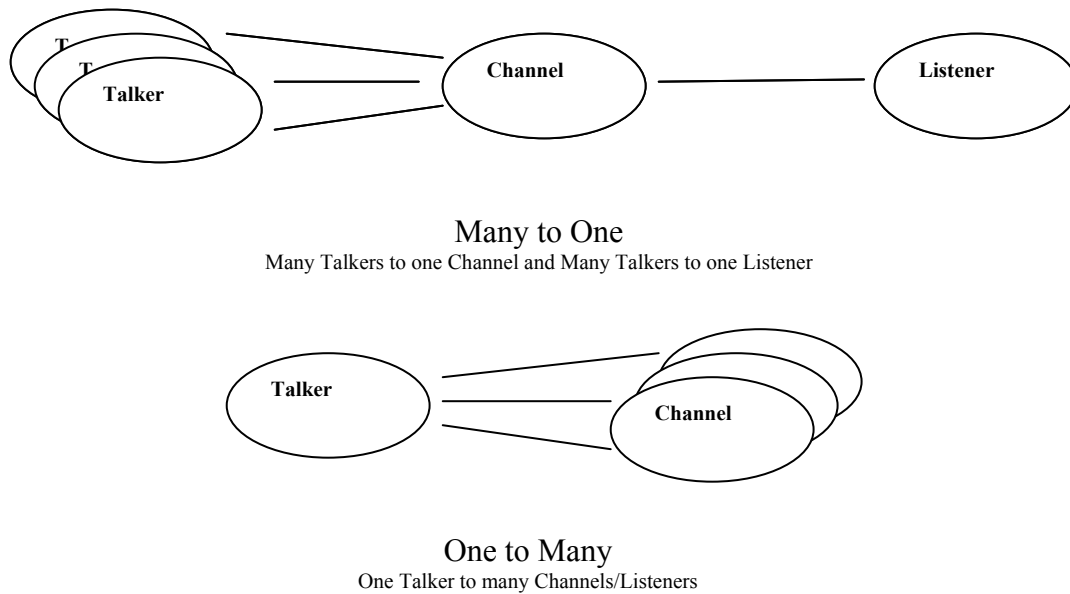 T
T
Talker
Channel
Listener
Many to One
Many Talkers to one Channel and Many Talkers to one Listener
Talker
Channel
One to Many
One Talker to many Channels/Listeners